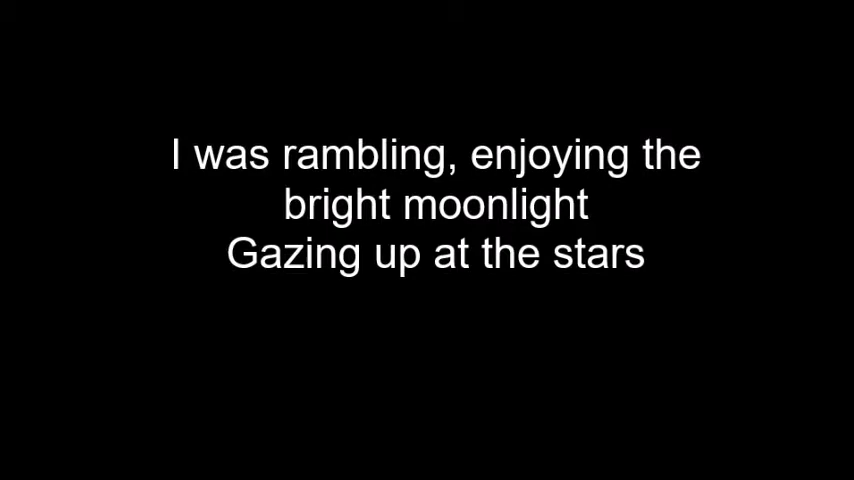 I was rambling, enjoying the
bright moonlight
Gazing up at the stars